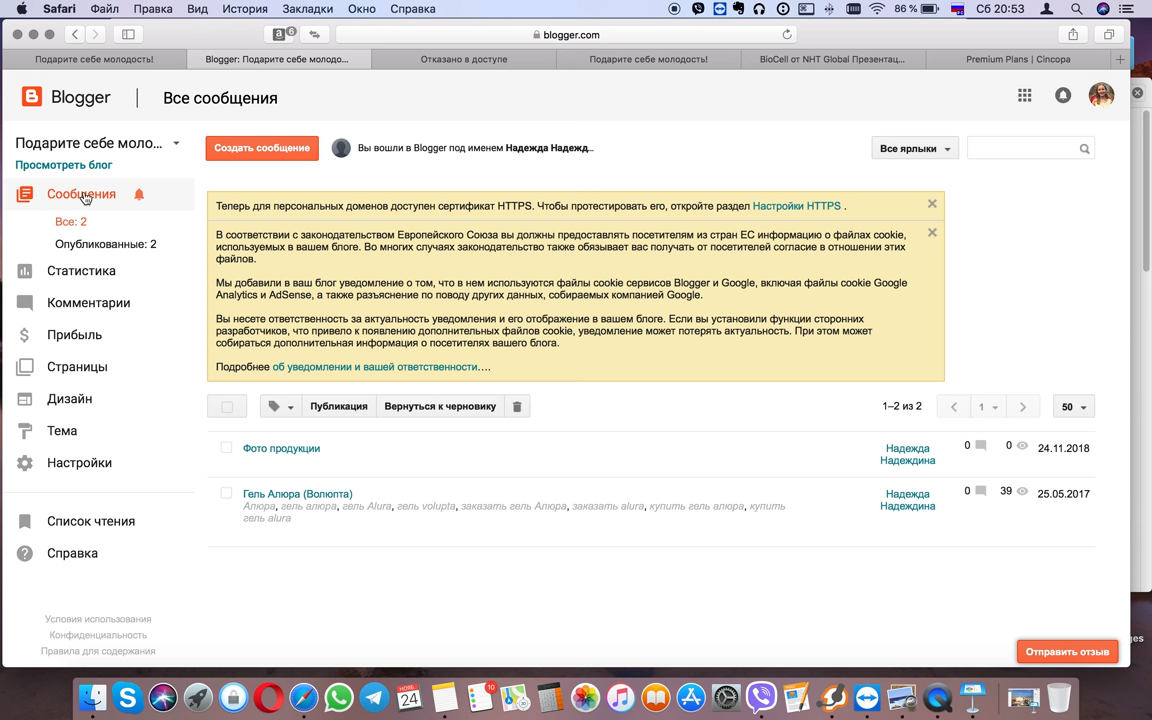 Safari Файл Правка Вид История Закладки Окно Справка 86 % Сб 20:53
blogger.com
Подарите себе молодость! Blogger: Подарите себе молодо... Отказано в доступе Подарите себе молодость! BioCell от NHT Global Презентац... Premium Plans | Cincopa
Blogger Все сообщения
Подарите себе моло...
Просмотреть блог
Создать сообщение Вы вошли в Blogger под именем Надежда Надежд... Все ярлыки
Сообщения
Все: 2
Опубликованные: 2
Статистика
Комментарии
Прибыль
Страницы
Дизайн
Тема
Настройки
Список чтения
Справка
Условия использования
Конфиденциальность
Правила для содержания
Теперь для персональных доменов доступен сертификат HTTPS. Чтобы протестировать его, откройте раздел Настройки HTTPS .
В соответствии с законодательством Европейского Союза вы должны предоставлять посетителям из стран ЕС информацию о файлах cookie,
используемых в вашем блоге. Во многих случаях законодательство также обязывает вас получать от посетителей согласие в отношении этих
файлов.
Мы добавили в ваш блог уведомление о том, что в нем используются файлы cookie сервисов Blogger и Google, включая файлы cookie Google
Analytics и AdSense, а также разъяснение по поводу других данных, собираемых компанией Google.
Вы несете ответственность за актуальность уведомления и его отображение в вашем блоге. Если вы установили функции сторонних
разработчиков, что привело к появлению дополнительных файлов cookie, уведомление может потерять актуальность. При этом может
собираться дополнительная информация о посетителях вашего блога.
Подробнее об уведомлении и вашей ответственности….
Публикация Вернуться к черновику 1–2 из 2 1 50
Фото продукции Надежда Надеждина 0 0 24.11.2018
Гель Алюра (Волюпта) Надежда Надеждина 0 39 25.05.2017
Алюра, гель алюра, гель Alura, гель volupta, заказать гель Алюра, заказать alura, купить гель алюра, купить
гель alura
Отправить отзыв
НОЯБ.
24
10